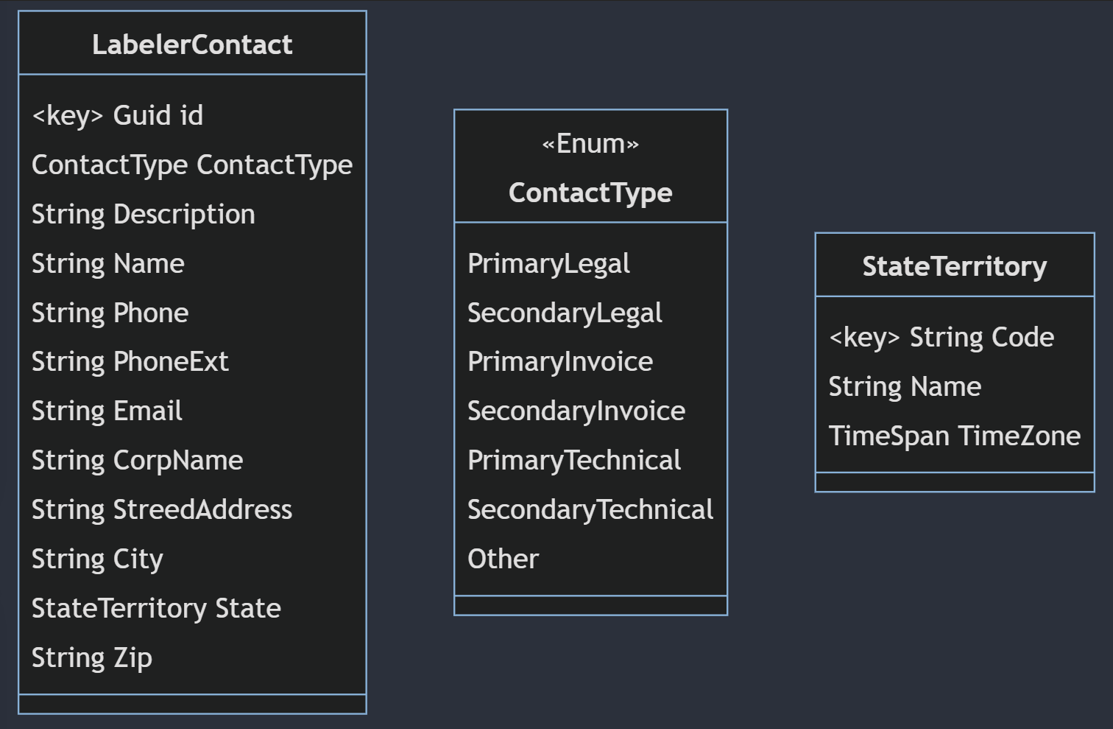 LabelerContact
<key> Guid id
ContactType ContactType
String Description
String Name
String Phone
String PhoneExt
String Email
String CorpName
String StreedAddress
String City
StateTerritory State
String Zip
«Enum»
ContactType
PrimaryLegal
SecondaryLegal
PrimaryInvoice
SecondaryInvoice
PrimaryTechnical
SecondaryTechnical
Other
StateTerritory
<key> String Code
String Name
TimeSpan TimeZone